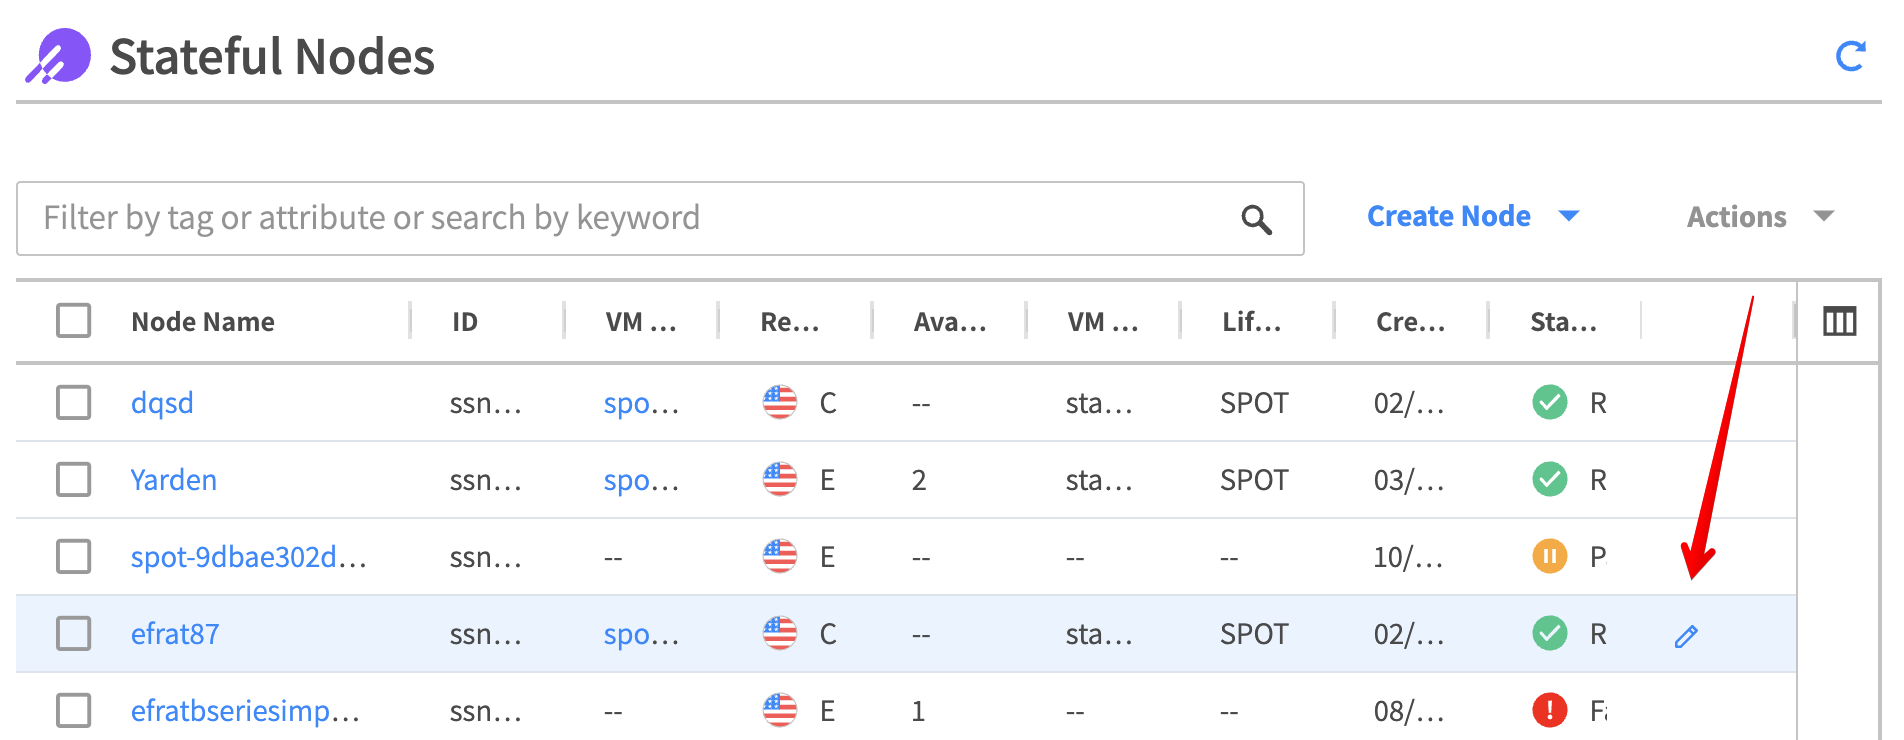 Stateful Nodes
Filter by tag or attribute or search by keyword
Create Node
Actions
Node Name ID VM ... Re... Ava... VM ... Lif... Cre... Sta...
dqsd ssn... spo... C -- sta... SPOT 02/... R
Yarden ssn... spo... E 2 sta... SPOT 03/... R
spot-9dbae302d... ssn... -- E -- -- -- 10/... P
efrat87 ssn... spo... C -- sta... SPOT 02/... R
efratbseriesimp... ssn... -- E 1 -- -- 08/... Fa